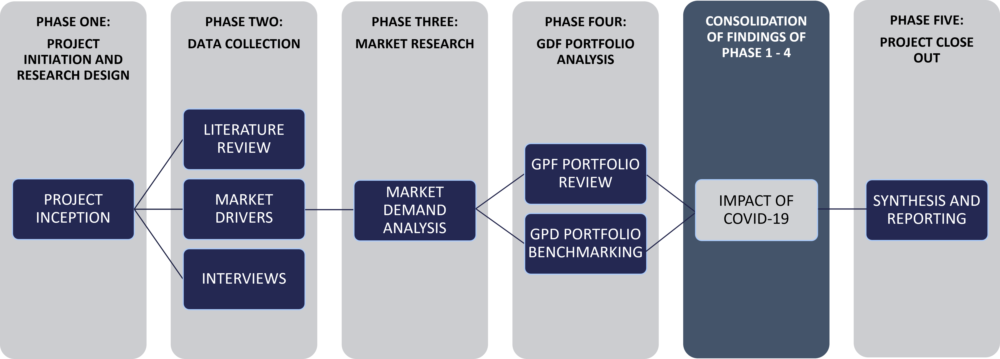 PHASE ONE:
PROJECT
INITIATION AND
RESEARCH DESIGN
PROJECT
INCEPTION
PHASE TWO:
DATA COLLECTION
LITERATURE
REVIEW
MARKET
DRIVERS
INTERVIEWS
PHASE THREE:
MARKET RESEARCH
MARKET
DEMAND
ANALYSIS
PHASE FOUR:
GDF PORTFOLIO
ANALYSIS
GPF PORTFOLIO
REVIEW
GPD PORTFOLIO
BENCHMARKING
CONSOLIDATION
OF FINDINGS OF
PHASE 1 - 4
IMPACT OF
COVID-19
PHASE FIVE:
PROJECT CLOSE
OUT
SYNTHESIS AND
REPORTING